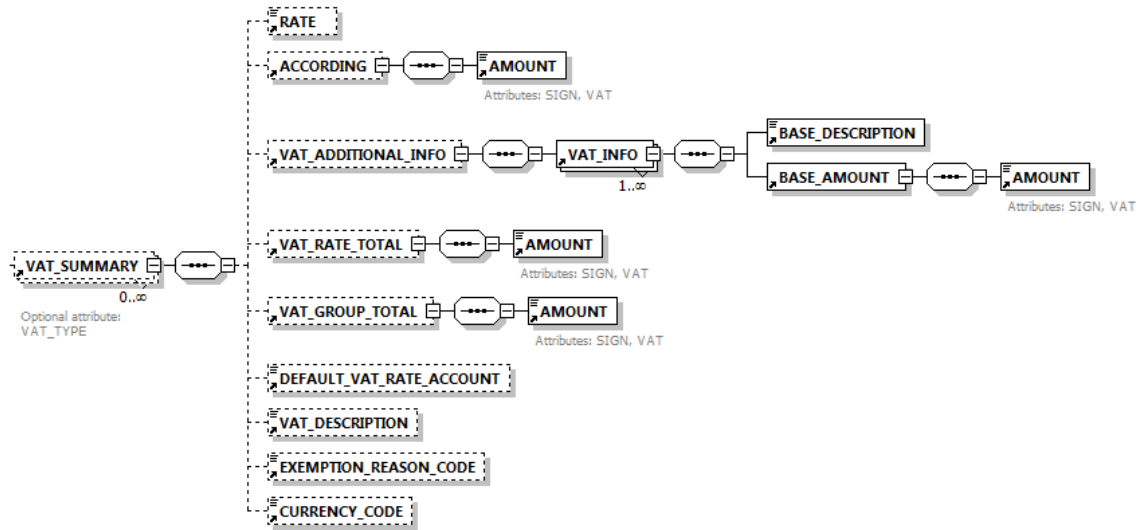 RATE
ACCORDING
AMOUNT
Attributes: SIGN, VAT
VAT_ADDITIONAL_INFO
VAT_INFO
1..∞
BASE_DESCRIPTION
BASE_AMOUNT
AMOUNT
Attributes: SIGN, VAT
VAT_RATE_TOTAL
AMOUNT
Attributes: SIGN, VAT
VAT_SUMMARY
0..∞
Optional attribute:
VAT_TYPE
VAT_GROUP_TOTAL
AMOUNT
Attributes: SIGN, VAT
DEFAULT_VAT_RATE_ACCOUNT
VAT_DESCRIPTION
EXEMPTION_REASON_CODE
CURRENCY_CODE